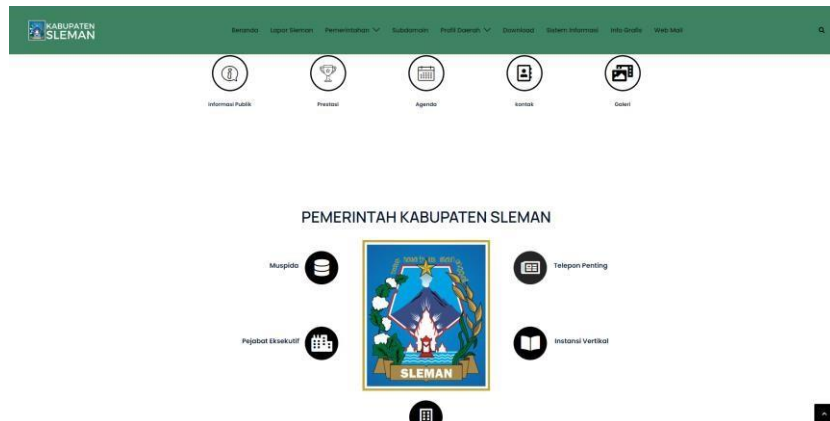 KABUPATEN
SLEMAN
Beranda Lapor Sleman Pemerintahan Subdomain Profil Daerah Download Sistem Informasi Info Grafis Web Mail
Informasi Publik Prestasi Agenda kontak Galeri
PEMERINTAH KABUPATEN SLEMAN
Muspida Telepon Penting
Pejabat Eksekutif Instansi Vertikal
SLEMAN